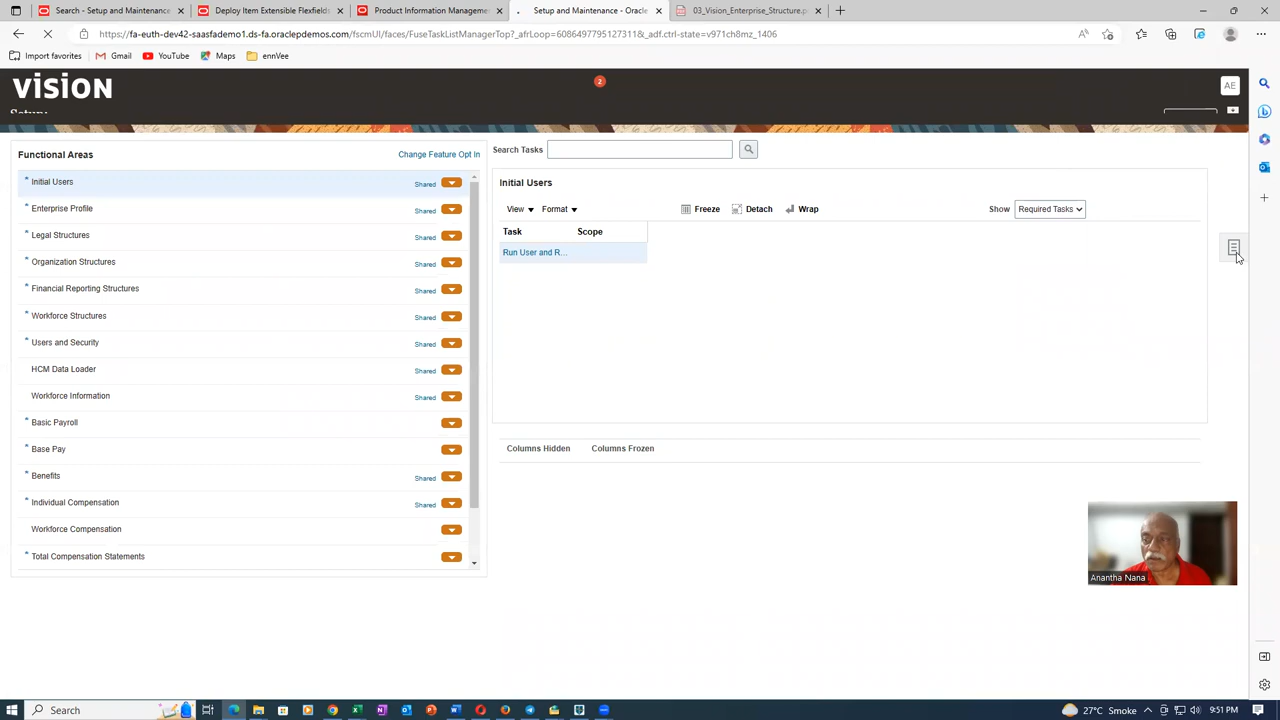 Search - Setup and Maintenance -
Deploy Item Extensible Flexfields
Product Information Managemen
Setup and Maintenance - Oracle
03_Vision_Enterprise_Structure.p
https://fa-euth-dev42-saasfademo1.ds-fa.oraclepdemos.com/fscmUI/faces/FuseTaskListManagerTop?_afrLoop=6086497795127311&_adf.ctrl-state=v971ch8mz_1406
Import favorites
Gmail
YouTube
Maps
ennVee
VISION
2
AE
Functional Areas
Change Feature Opt In
* Initial Users Shared
* Enterprise Profile Shared
* Legal Structures Shared
* Organization Structures Shared
* Financial Reporting Structures Shared
* Workforce Structures Shared
* Users and Security Shared
HCM Data Loader Shared
Workforce Information Shared
* Basic Payroll
* Base Pay
* Benefits Shared
* Individual Compensation Shared
Workforce Compensation
* Total Compensation Statements
Search Tasks
Initial Users
View
Format
Freeze
Detach
Wrap
Show
Required Tasks
Task
Scope
Run User and R...
Columns Hidden
Columns Frozen
Anantha Nana
Search
27°C Smoke
9:51 PM